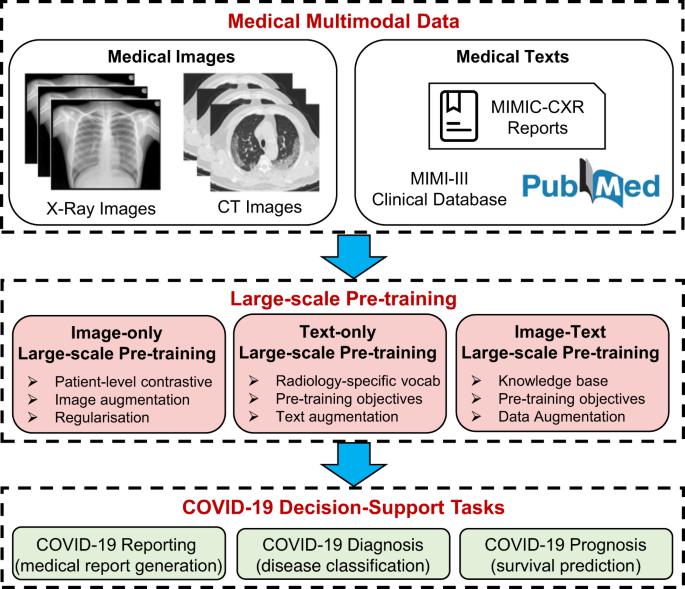 Medical Multimodal Data
Medical Images
X-Ray Images
CT Images
Medical Texts
MIMIC-CXR
Reports
MIMI-III
Clinical Database
PubMed
Large-scale Pre-training
Image-only
Large-scale Pre-training
➢ Patient-level contrastive
➢ Image augmentation
➢ Regularisation
Text-only
Large-scale Pre-training
➢ Radiology-specific vocab
➢ Pre-training objectives
➢ Text augmentation
Image-Text
Large-scale Pre-training
➢ Knowledge base
➢ Pre-training objectives
➢ Data Augmentation
COVID-19 Decision-Support Tasks
COVID-19 Reporting
(medical report generation)
COVID-19 Diagnosis
(disease classification)
COVID-19 Prognosis
(survival prediction)